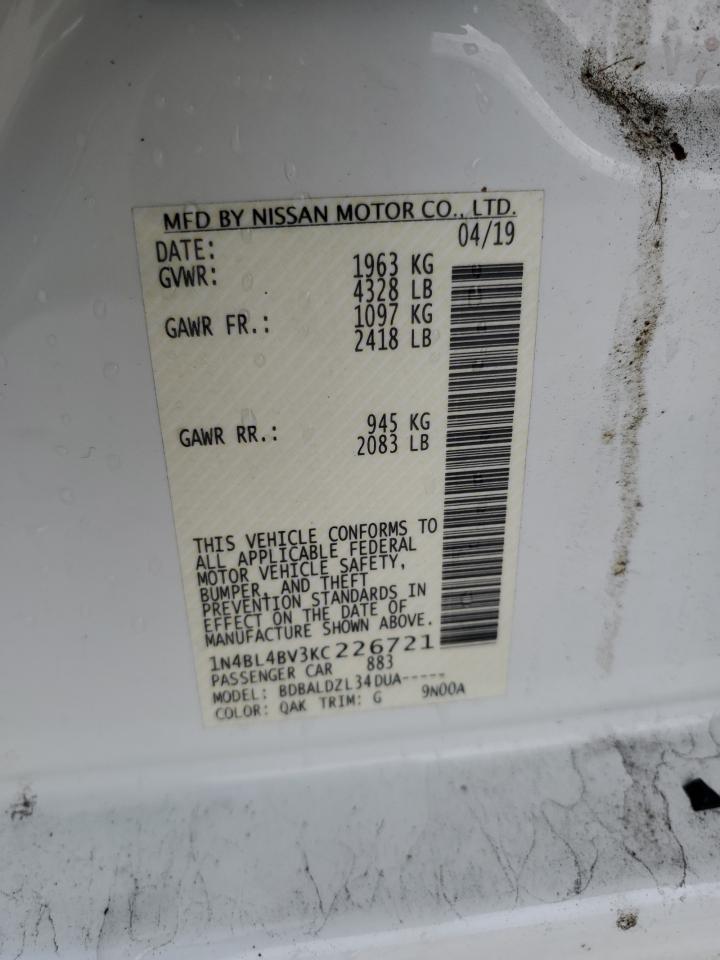 MFD BY NISSAN MOTOR CO., LTD.
DATE: 04/19
GVWR: 1963 KG
4328 LB
GAWR FR.: 1097 KG
2418 LB
GAWR RR.: 945 KG
2083 LB
THIS VEHICLE CONFORMS TO
ALL APPLICABLE FEDERAL
MOTOR VEHICLE SAFETY,
BUMPER, AND THEFT
PREVENTION STANDARDS IN
EFFECT ON THE DATE OF
MANUFACTURE SHOWN ABOVE.
1N4BL4BV3KC226721
PASSENGER CAR 883
MODEL: BDBALDZL34DUA-----
COLOR: QAK TRIM: G 9N00A